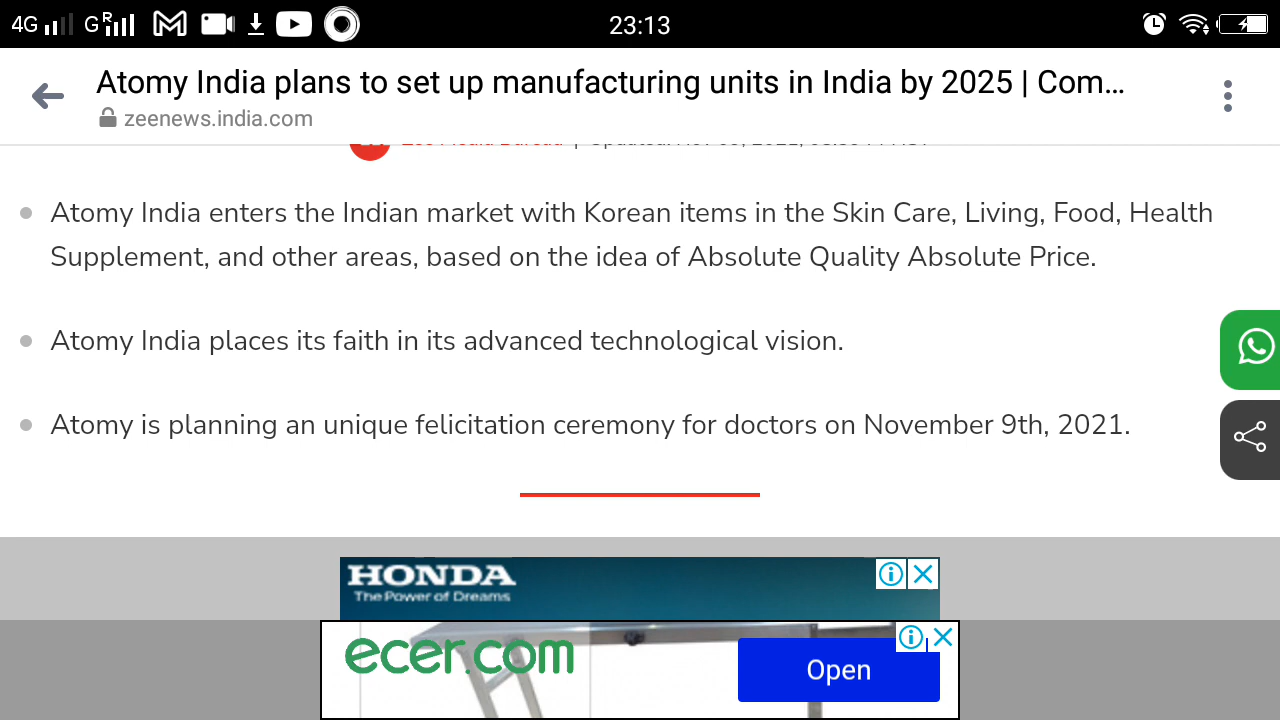 4G G R 23:13
Atomy India plans to set up manufacturing units in India by 2025 | Com...
zeenews.india.com
Atomy India enters the Indian market with Korean items in the Skin Care, Living, Food, Health
Supplement, and other areas, based on the idea of Absolute Quality Absolute Price.
Atomy India places its faith in its advanced technological vision.
Atomy is planning an unique felicitation ceremony for doctors on November 9th, 2021.
HONDA
The Power of Dreams
ecer.com
Open